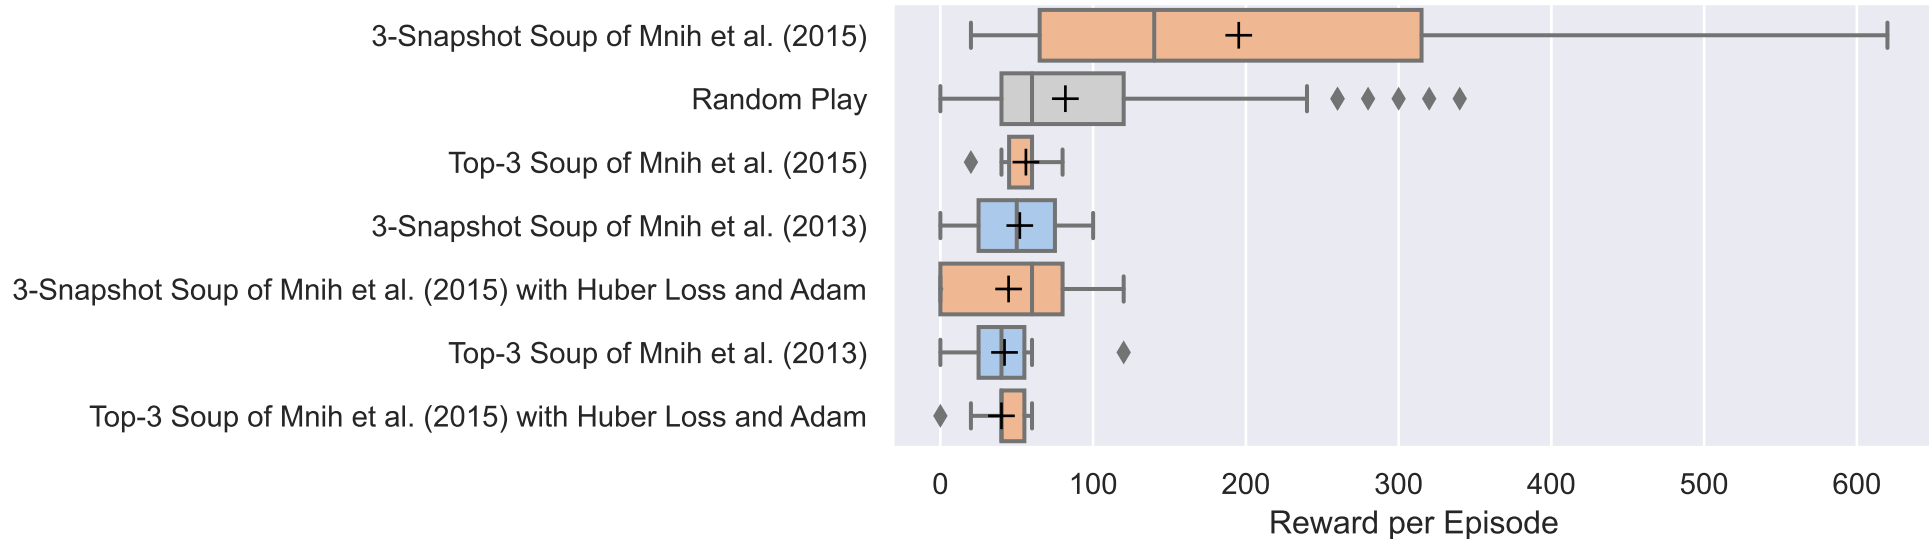 3-Snapshot Soup of Mnih et al. (2015)
Random Play
Top-3 Soup of Mnih et al. (2015)
3-Snapshot Soup of Mnih et al. (2013)
3-Snapshot Soup of Mnih et al. (2015) with Huber Loss and Adam
Top-3 Soup of Mnih et al. (2013)
Top-3 Soup of Mnih et al. (2015) with Huber Loss and Adam
0 100 200 300 400 500 600
Reward per Episode